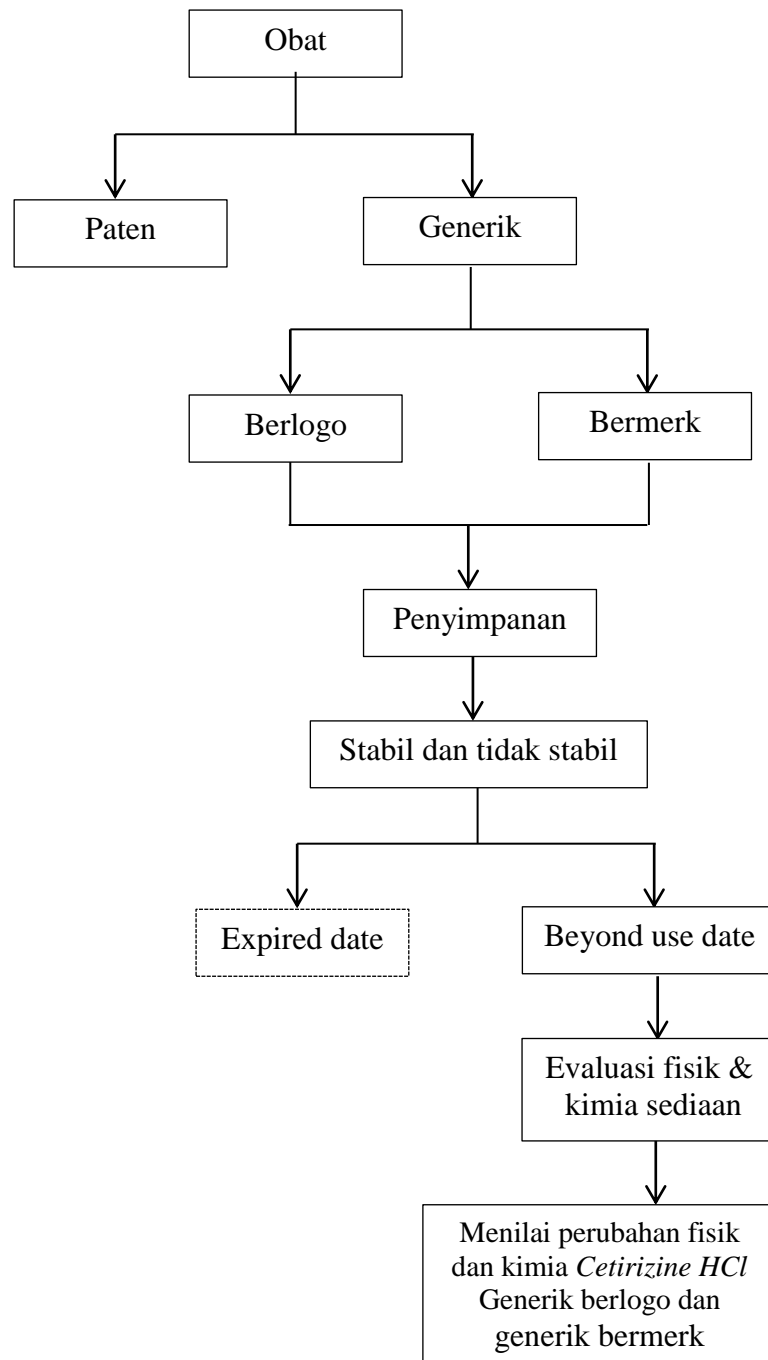 Obat
Paten
Generik
Berlogo
Bermerk
Penyimpanan
Stabil dan tidak stabil
Expired date
Beyond use date
Evaluasi fisik &
kimia sediaan
Menilai perubahan fisik
dan kimia Cetirizine HCl
Generik berlogo dan
generik bermerk